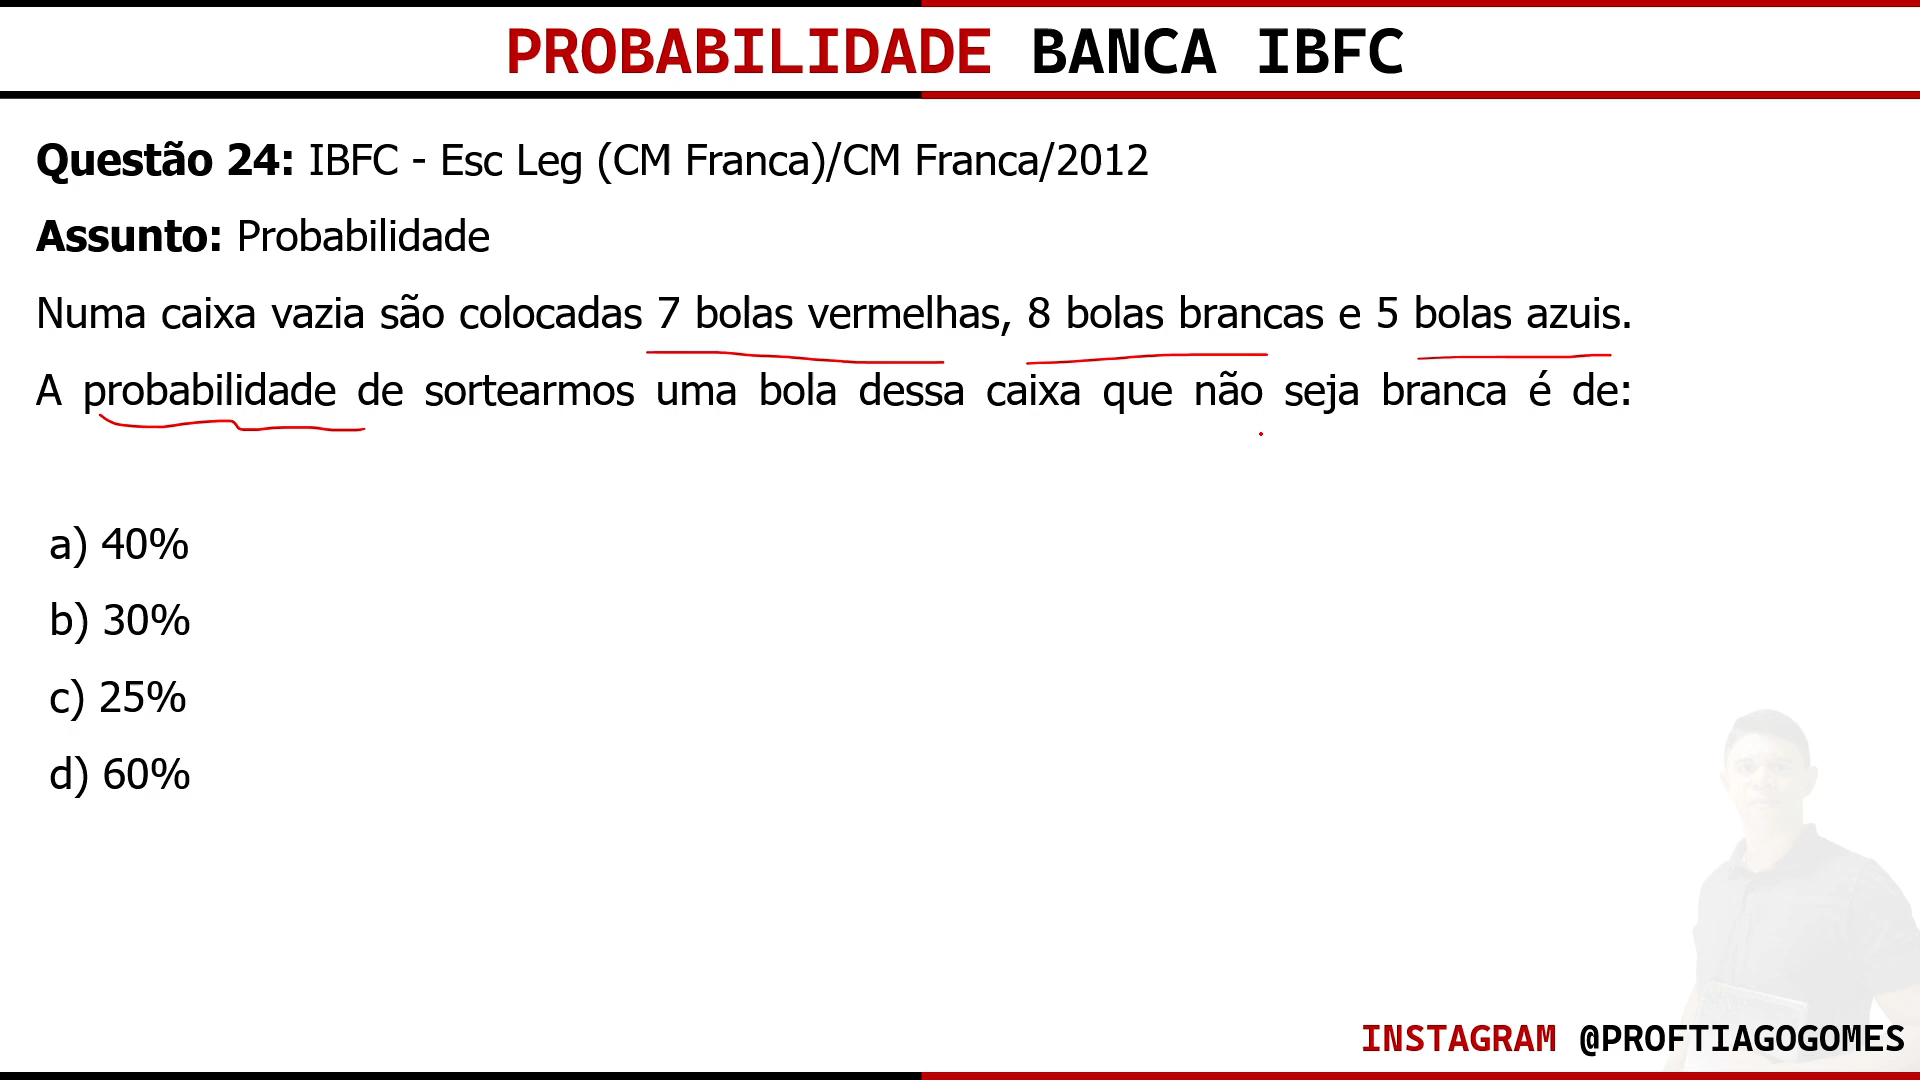 PROBABILIDADE BANCA IBFC
Questão 24: IBFC - Esc Leg (CM Franca)/CM Franca/2012
Assunto: Probabilidade
Numa caixa vazia são colocadas 7 bolas vermelhas, 8 bolas brancas e 5 bolas azuis.
A probabilidade de sortearmos uma bola dessa caixa que não seja branca é de:
a) 40%
b) 30%
c) 25%
d) 60%
INSTAGRAM @PROFTIAGOGOMES